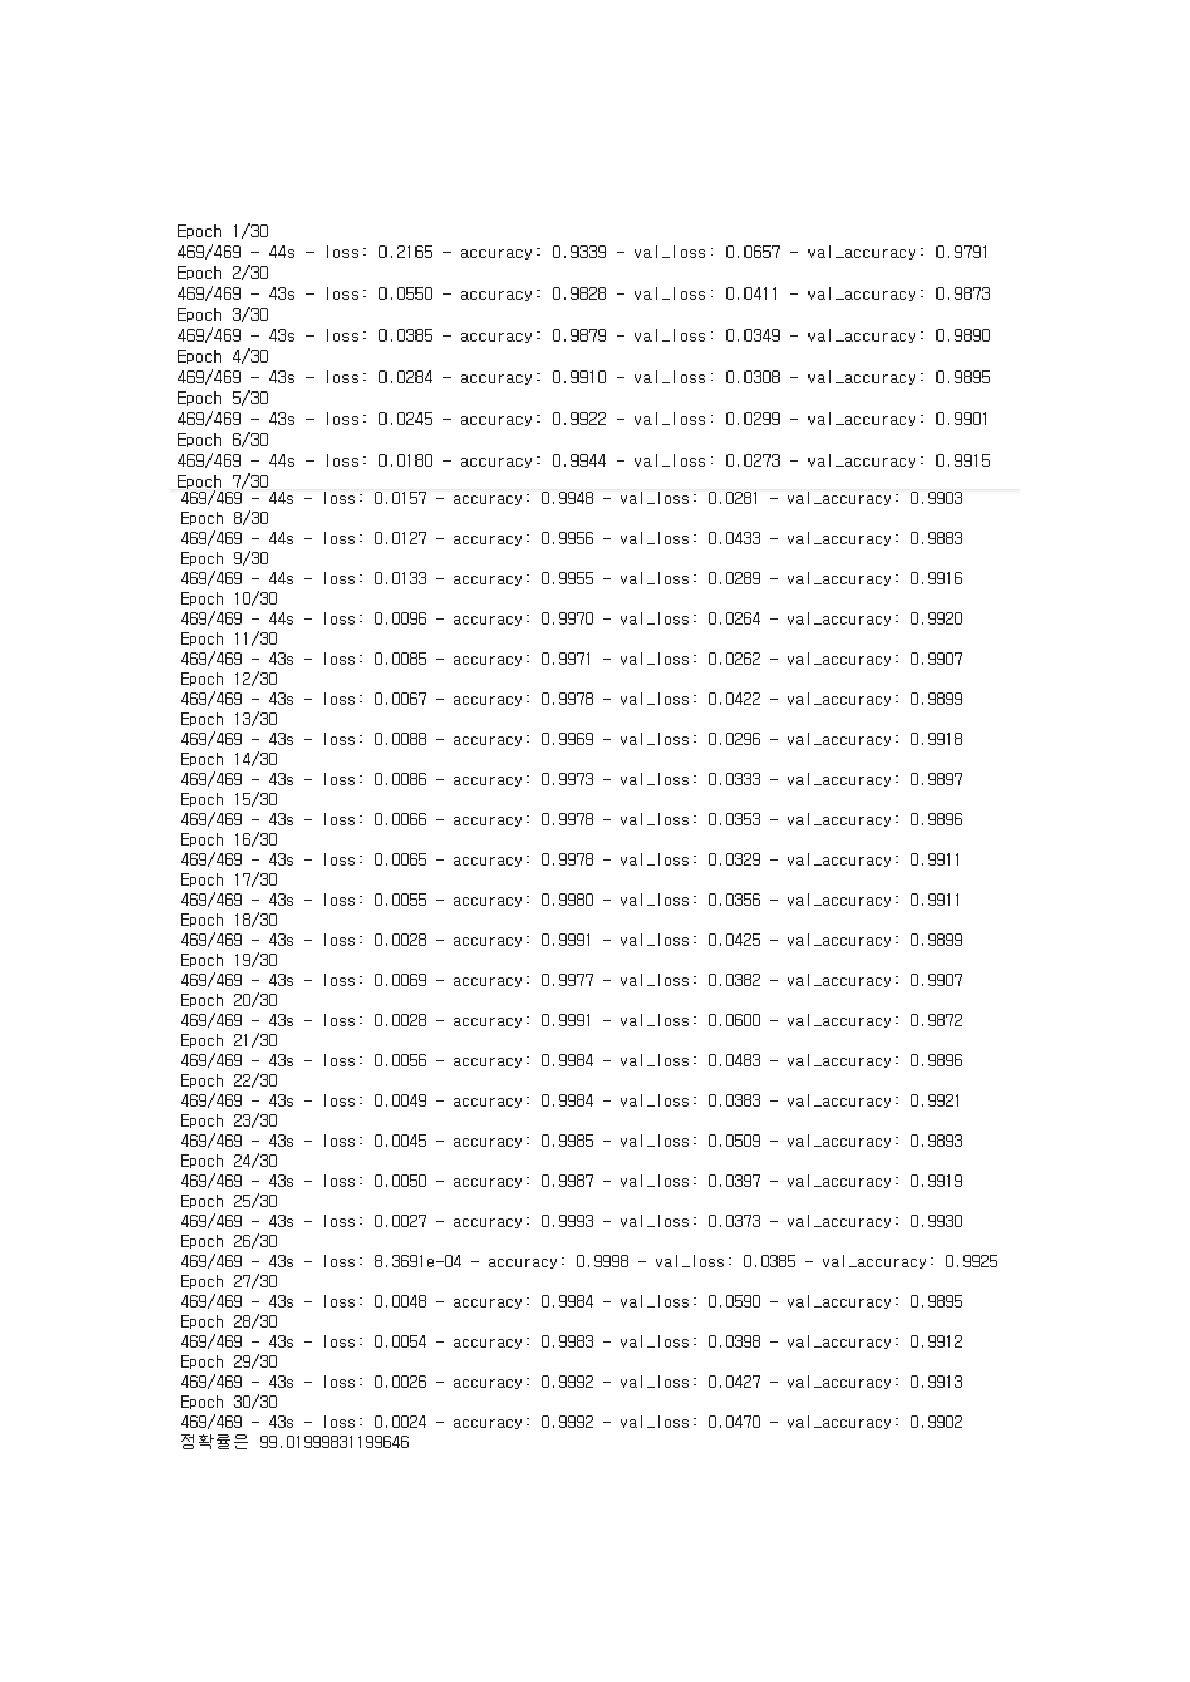 Epoch 1/30
469/469 - 44s - loss: 0.2165 - accuracy: 0.9339 - val_loss: 0.0657 - val_accuracy: 0.9791
Epoch 2/30
469/469 - 43s - loss: 0.0550 - accuracy: 0.9828 - val_loss: 0.0411 - val_accuracy: 0.9873
Epoch 3/30
469/469 - 43s - loss: 0.0385 - accuracy: 0.9879 - val_loss: 0.0349 - val_accuracy: 0.9890
Epoch 4/30
469/469 - 43s - loss: 0.0284 - accuracy: 0.9910 - val_loss: 0.0308 - val_accuracy: 0.9895
Epoch 5/30
469/469 - 43s - loss: 0.0245 - accuracy: 0.9922 - val_loss: 0.0299 - val_accuracy: 0.9901
Epoch 6/30
469/469 - 44s - loss: 0.0180 - accuracy: 0.9944 - val_loss: 0.0273 - val_accuracy: 0.9915
Epoch 7/30
469/469 - 44s - loss: 0.0157 - accuracy: 0.9948 - val_loss: 0.0281 - val_accuracy: 0.9903
Epoch 8/30
469/469 - 44s - loss: 0.0127 - accuracy: 0.9956 - val_loss: 0.0433 - val_accuracy: 0.9883
Epoch 9/30
469/469 - 44s - loss: 0.0133 - accuracy: 0.9955 - val_loss: 0.0289 - val_accuracy: 0.9916
Epoch 10/30
469/469 - 44s - loss: 0.0096 - accuracy: 0.9970 - val_loss: 0.0264 - val_accuracy: 0.9920
Epoch 11/30
469/469 - 43s - loss: 0.0085 - accuracy: 0.9971 - val_loss: 0.0262 - val_accuracy: 0.9907
Epoch 12/30
469/469 - 43s - loss: 0.0067 - accuracy: 0.9978 - val_loss: 0.0422 - val_accuracy: 0.9899
Epoch 13/30
469/469 - 43s - loss: 0.0088 - accuracy: 0.9969 - val_loss: 0.0296 - val_accuracy: 0.9918
Epoch 14/30
469/469 - 43s - loss: 0.0086 - accuracy: 0.9973 - val_loss: 0.0333 - val_accuracy: 0.9897
Epoch 15/30
469/469 - 43s - loss: 0.0066 - accuracy: 0.9978 - val_loss: 0.0353 - val_accuracy: 0.9896
Epoch 16/30
469/469 - 43s - loss: 0.0065 - accuracy: 0.9978 - val_loss: 0.0329 - val_accuracy: 0.9911
Epoch 17/30
469/469 - 43s - loss: 0.0055 - accuracy: 0.9980 - val_loss: 0.0356 - val_accuracy: 0.9911
Epoch 18/30
469/469 - 43s - loss: 0.0028 - accuracy: 0.9991 - val_loss: 0.0425 - val_accuracy: 0.9899
Epoch 19/30
469/469 - 43s - loss: 0.0069 - accuracy: 0.9977 - val_loss: 0.0382 - val_accuracy: 0.9907
Epoch 20/30
469/469 - 43s - loss: 0.0028 - accuracy: 0.9991 - val_loss: 0.0600 - val_accuracy: 0.9872
Epoch 21/30
469/469 - 43s - loss: 0.0056 - accuracy: 0.9984 - val_loss: 0.0483 - val_accuracy: 0.9896
Epoch 22/30
469/469 - 43s - loss: 0.0049 - accuracy: 0.9984 - val_loss: 0.0383 - val_accuracy: 0.9921
Epoch 23/30
469/469 - 43s - loss: 0.0045 - accuracy: 0.9985 - val_loss: 0.0509 - val_accuracy: 0.9893
Epoch 24/30
469/469 - 43s - loss: 0.0050 - accuracy: 0.9987 - val_loss: 0.0397 - val_accuracy: 0.9919
Epoch 25/30
469/469 - 43s - loss: 0.0027 - accuracy: 0.9993 - val_loss: 0.0373 - val_accuracy: 0.9930
Epoch 26/30
469/469 - 43s - loss: 8.3691e-04 - accuracy: 0.9998 - val_loss: 0.0385 - val_accuracy: 0.9925
Epoch 27/30
469/469 - 43s - loss: 0.0048 - accuracy: 0.9984 - val_loss: 0.0590 - val_accuracy: 0.9895
Epoch 28/30
469/469 - 43s - loss: 0.0054 - accuracy: 0.9983 - val_loss: 0.0398 - val_accuracy: 0.9912
Epoch 29/30
469/469 - 43s - loss: 0.0026 - accuracy: 0.9992 - val_loss: 0.0427 - val_accuracy: 0.9913
Epoch 30/30
469/469 - 43s - loss: 0.0024 - accuracy: 0.9992 - val_loss: 0.0470 - val_accuracy: 0.9902
정확률은 99.01999831199646